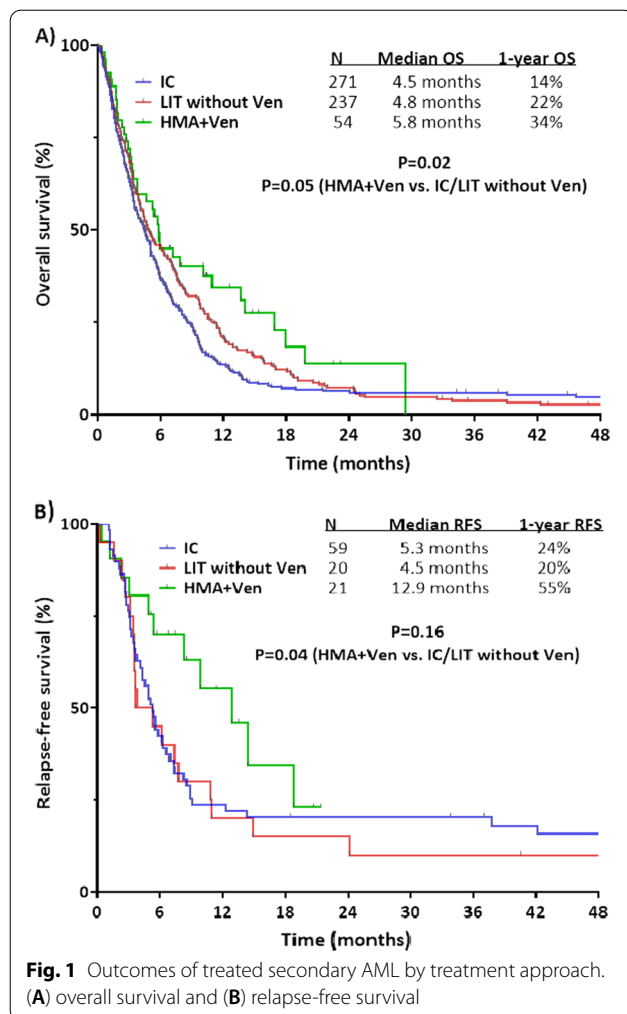 A)
100
50
0
Overall survival (%)
N Median OS 1-year OS
IC 271 4.5 months 14%
LIT without Ven 237 4.8 months 22%
HMA+Ven 54 5.8 months 34%
P=0.02
P=0.05 (HMA+Ven vs. IC/LIT without Ven)
0 6 12 18 24 30 36 42 48
Time (months)
B)
100
50
0
Relapse-free survival (%)
N Median RFS 1-year RFS
IC 59 5.3 months 24%
LIT without Ven 20 4.5 months 20%
HMA+Ven 21 12.9 months 55%
P=0.16
P=0.04 (HMA+Ven vs. IC/LIT without Ven)
0 6 12 18 24 30 36 42 48
Time (months)
Fig. 1 Outcomes of treated secondary AML by treatment approach.
(A) overall survival and (B) relapse-free survival